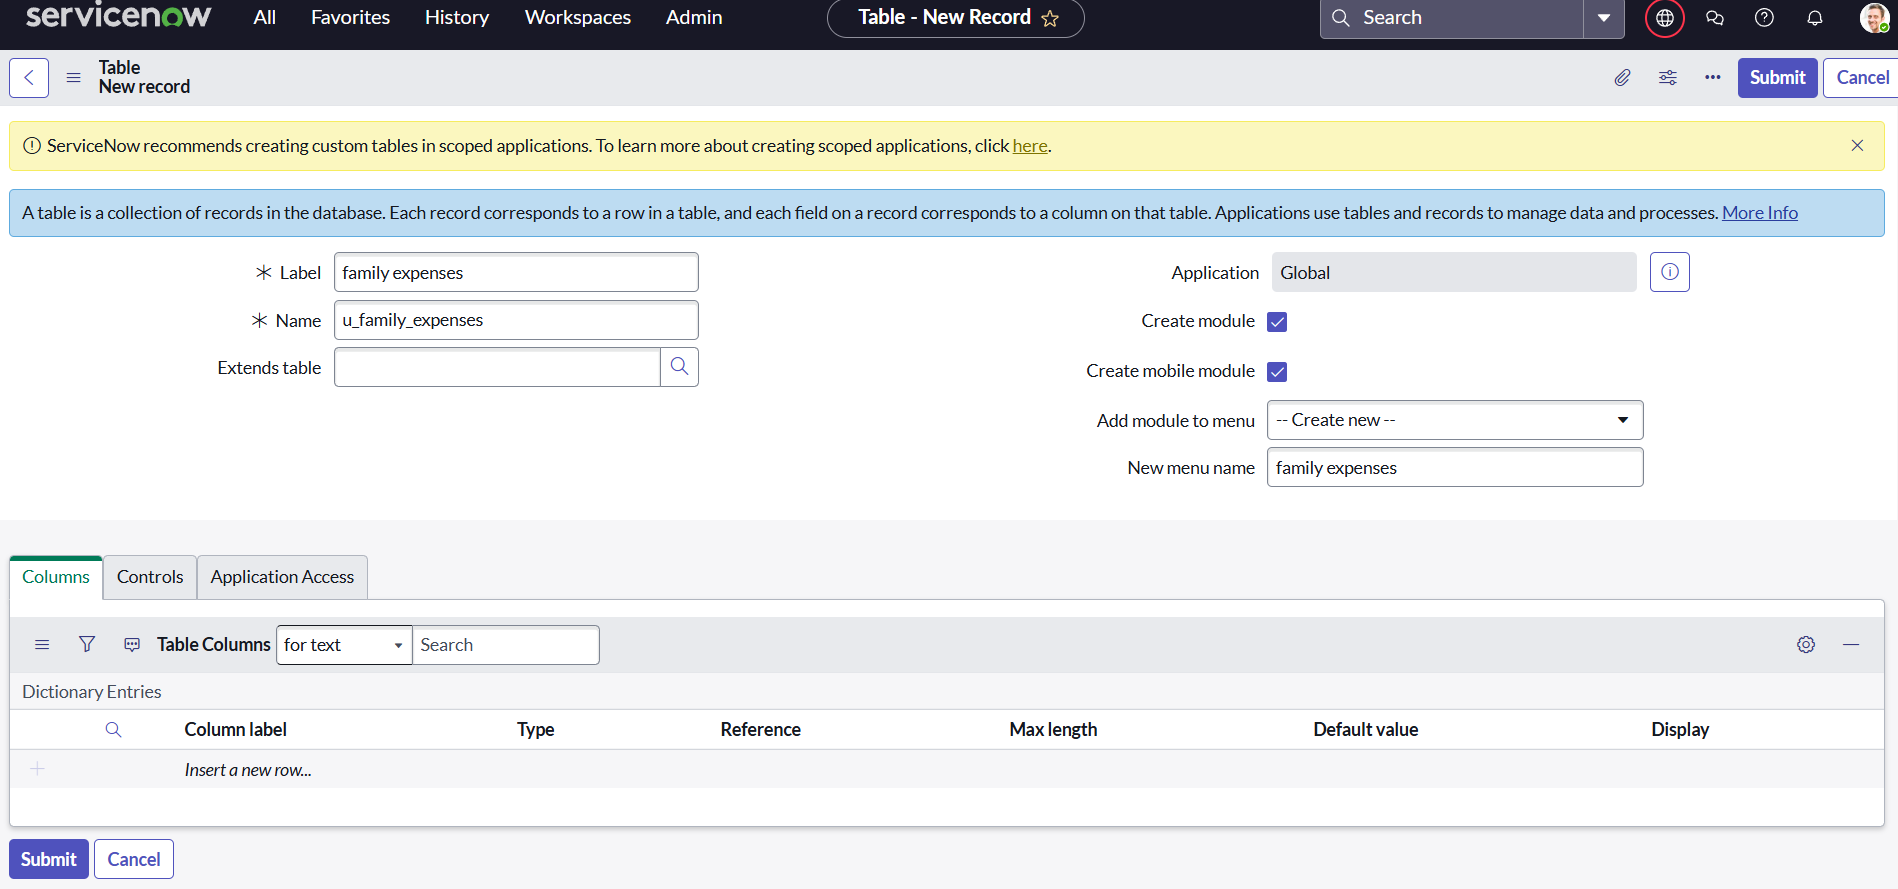 servicenow All Favorites History Workspaces Admin Table - New Record Search
Table
New record
Submit Cancel
ServiceNow recommends creating custom tables in scoped applications. To learn more about creating scoped applications, click here.
A table is a collection of records in the database. Each record corresponds to a row in a table, and each field on a record corresponds to a column on that table. Applications use tables and records to manage data and processes. More Info
Label family expenses
Name u_family_expenses
Extends table
Application Global
Create module
Create mobile module
Add module to menu -- Create new --
New menu name family expenses
Columns Controls Application Access
Table Columns for text Search
Dictionary Entries
Column label Type Reference Max length Default value Display
Insert a new row...
Submit Cancel